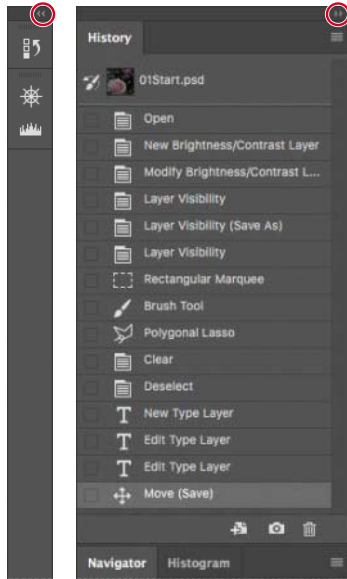 History
01Start.psd
Open
New Brightness/Contrast Layer
Modify Brightness/Contrast L...
Layer Visibility
Layer Visibility (Save As)
Layer Visibility
Rectangular Marquee
Brush Tool
Polygonal Lasso
Clear
Deselect
New Type Layer
Edit Type Layer
Edit Type Layer
Move (Save)
Navigator Histogram